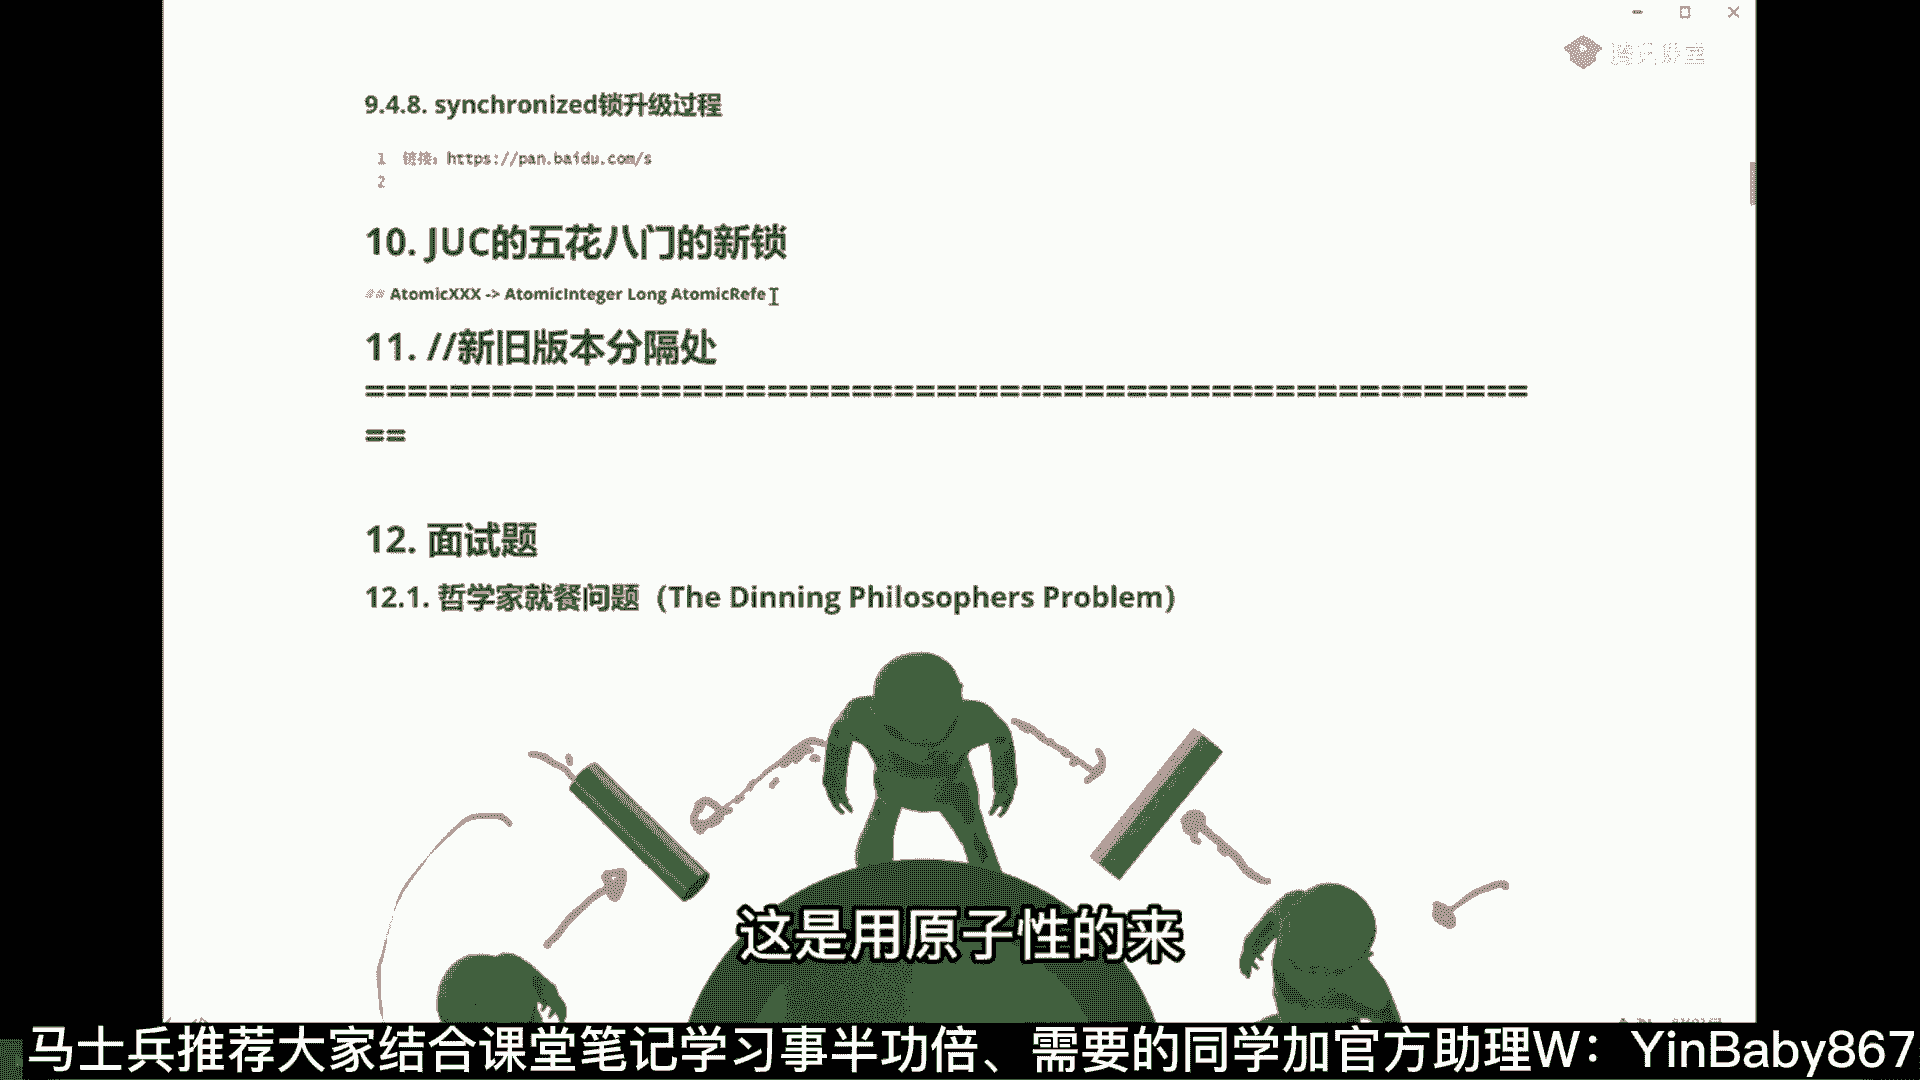 腾讯课堂
9.4.8. synchronized锁升级过程
1 链接：https://pan.baidu.com/s
2
10. JUC的五花八门的新锁
## AtomicXXX -> AtomicInteger Long AtomicRefe
11. //新旧版本分隔处
=======================================================
==
12. 面试题
12.1. 哲学家就餐问题（The Dinning Philosophers Problem）
这是用原子性的来
马士兵推荐大家结合课堂笔记学习事半功倍、需要的同学加官方助理W：YinBaby867